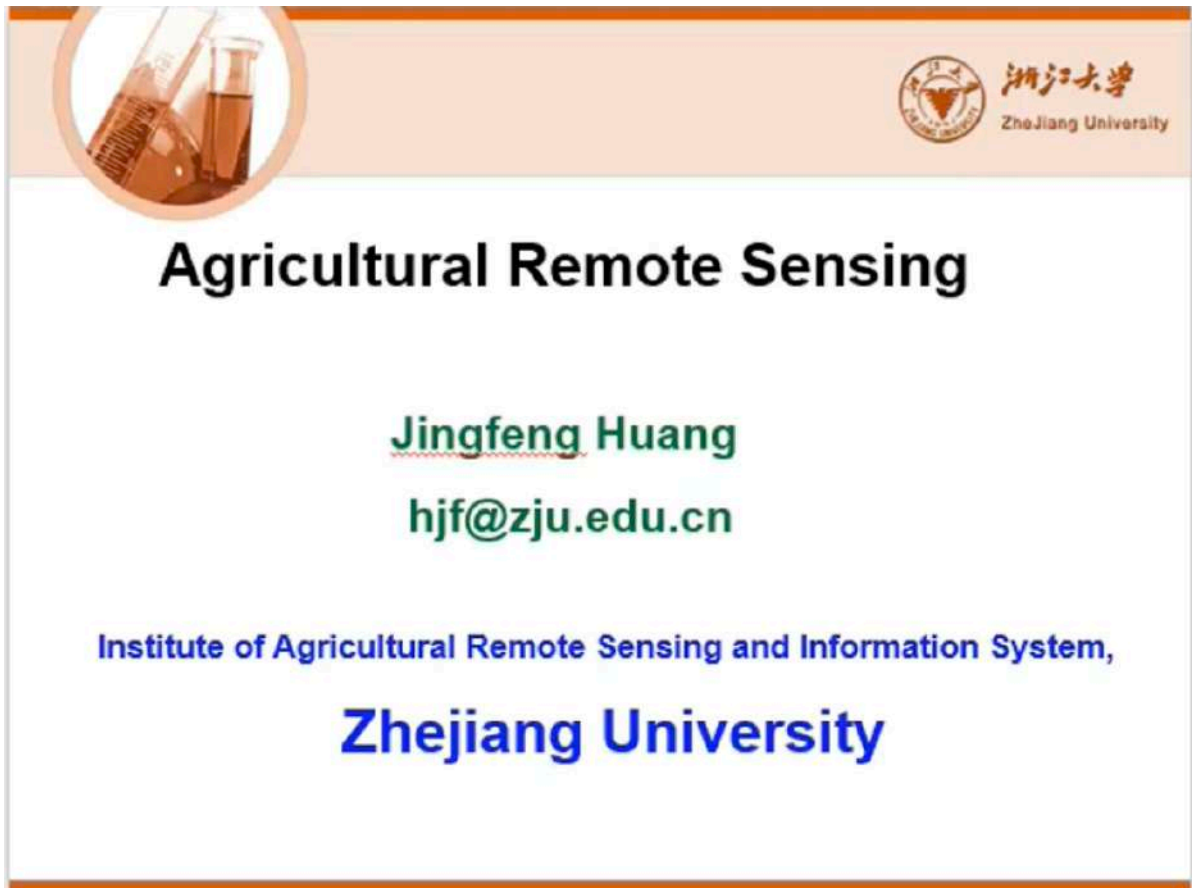 浙江大学
ZheJiang University
Agricultural Remote Sensing
Jingfeng Huang
hjf@zju.edu.cn
Institute of Agricultural Remote Sensing and Information System,
Zhejiang University